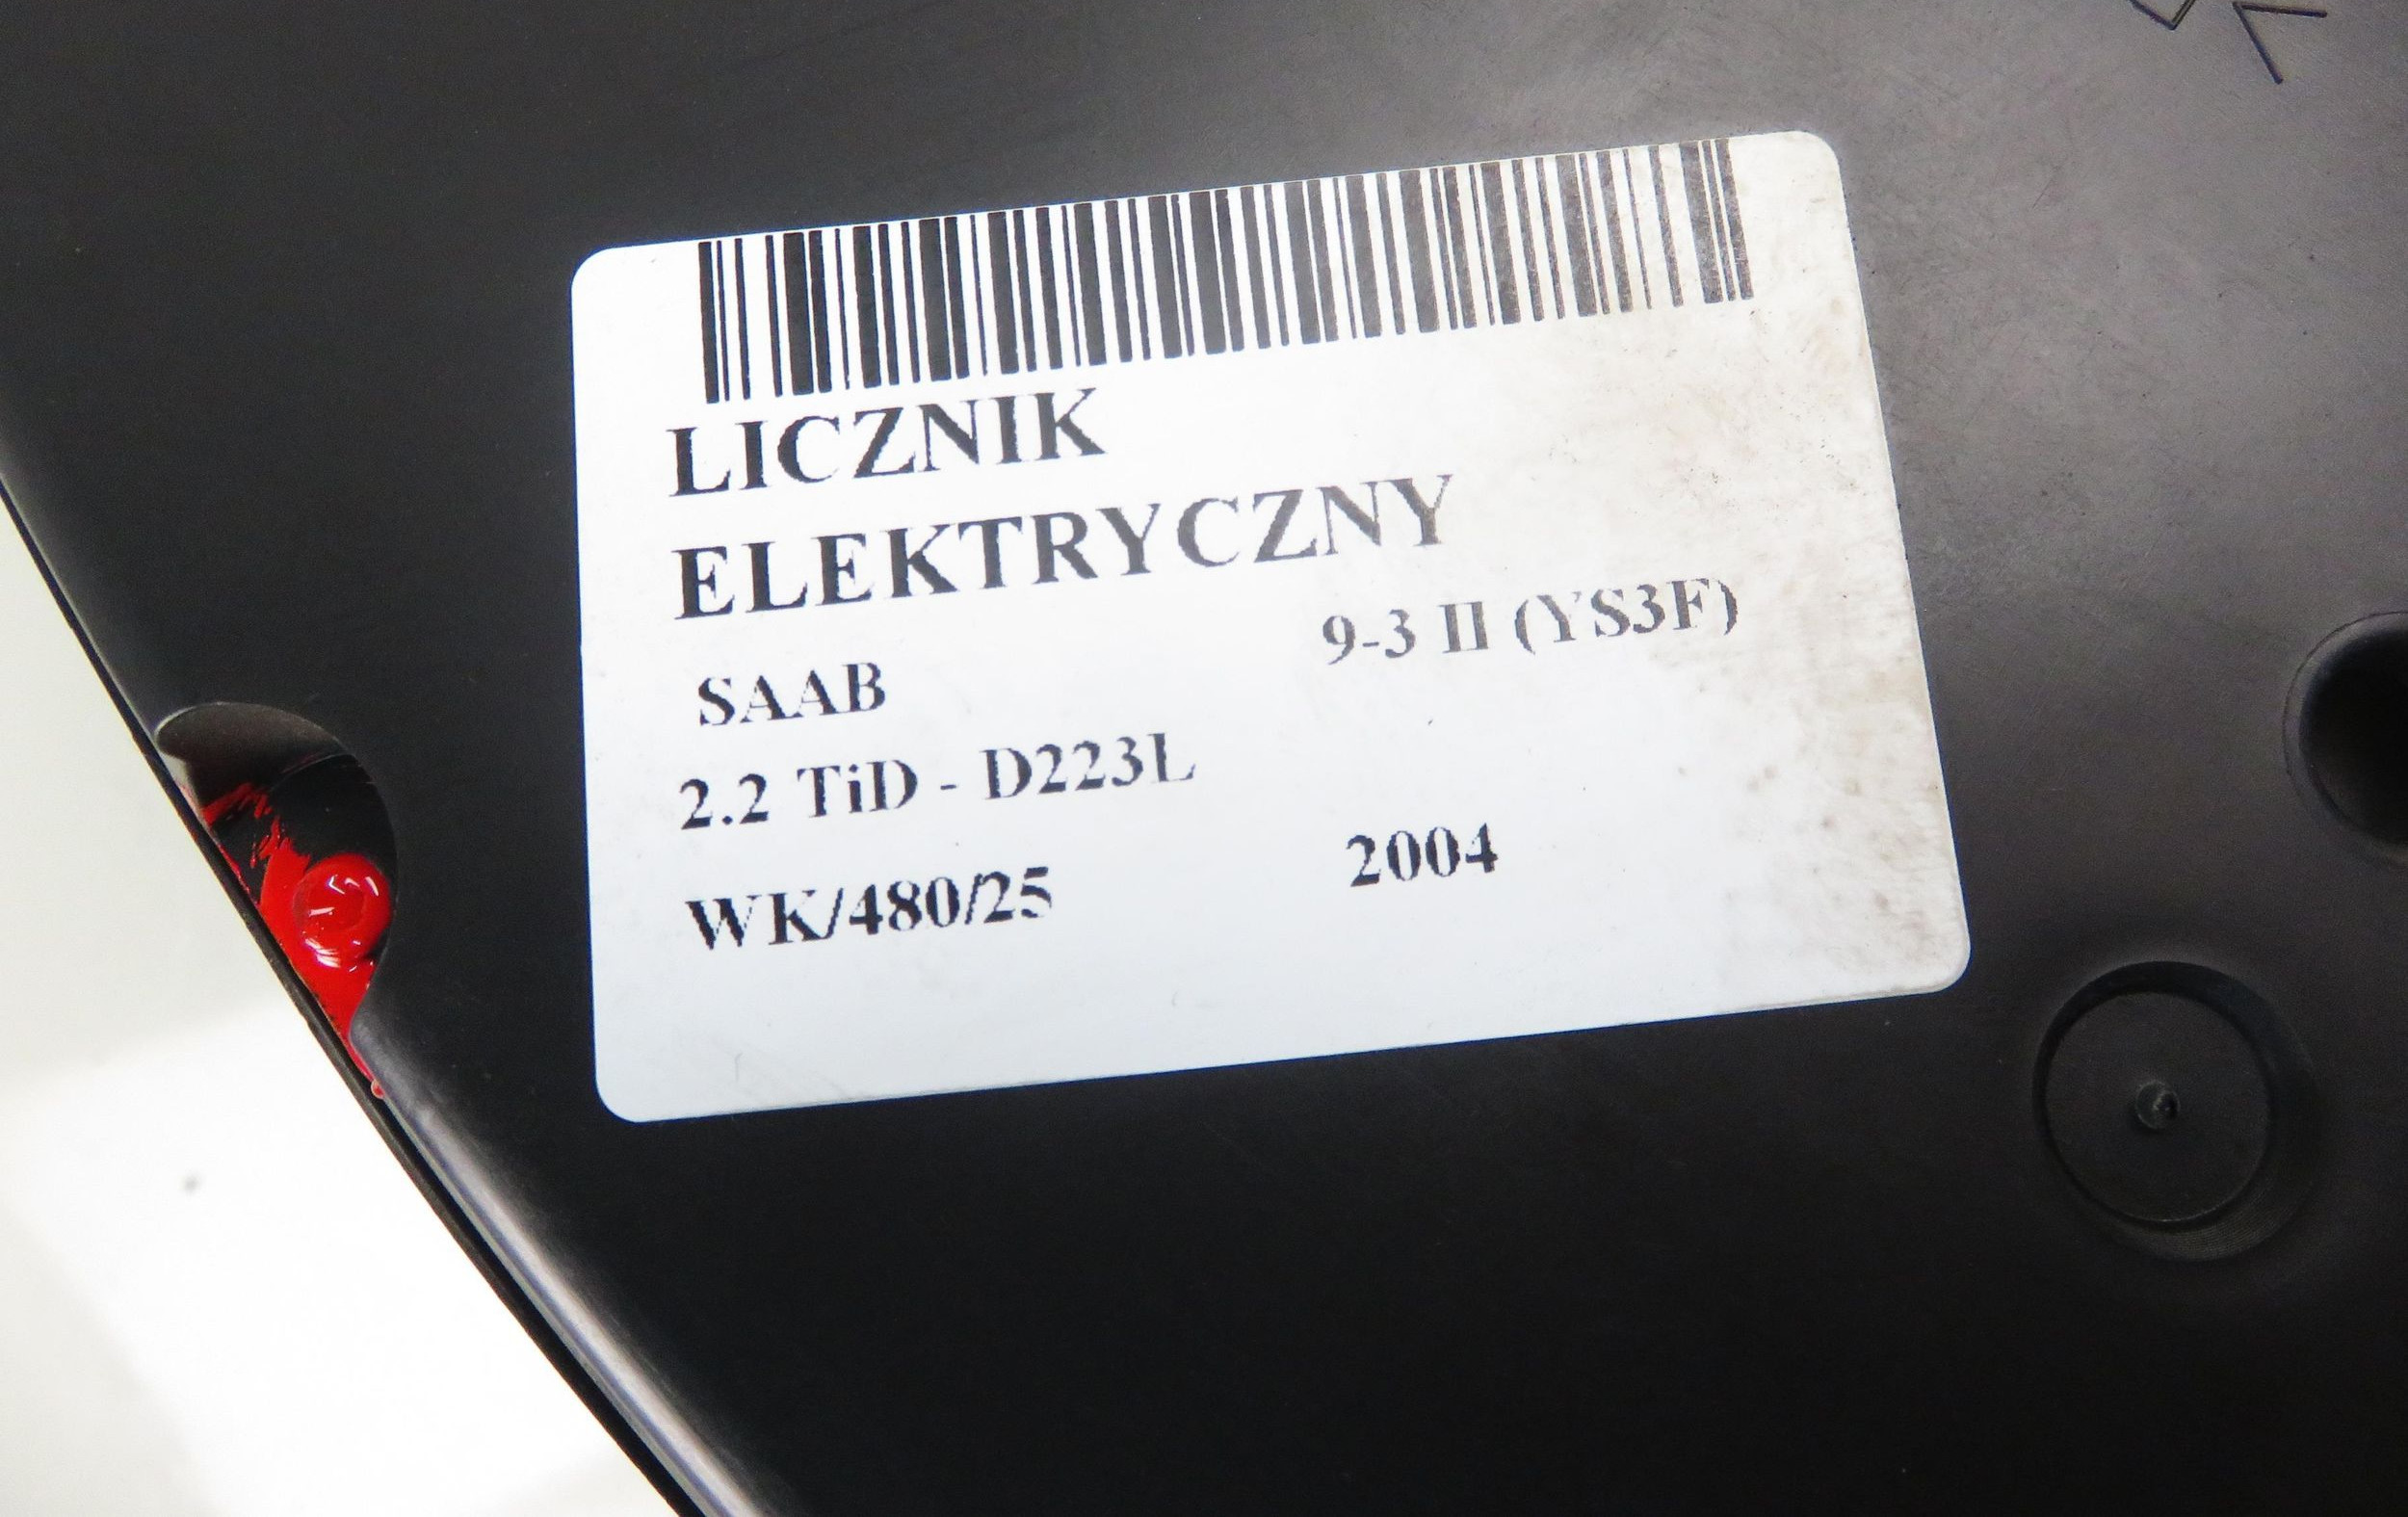 LICZNIK
ELEKTRYCZNY
SAAB 9-3 II (YS3F)
2.2 TiD - D223L
WK/480/25 2004